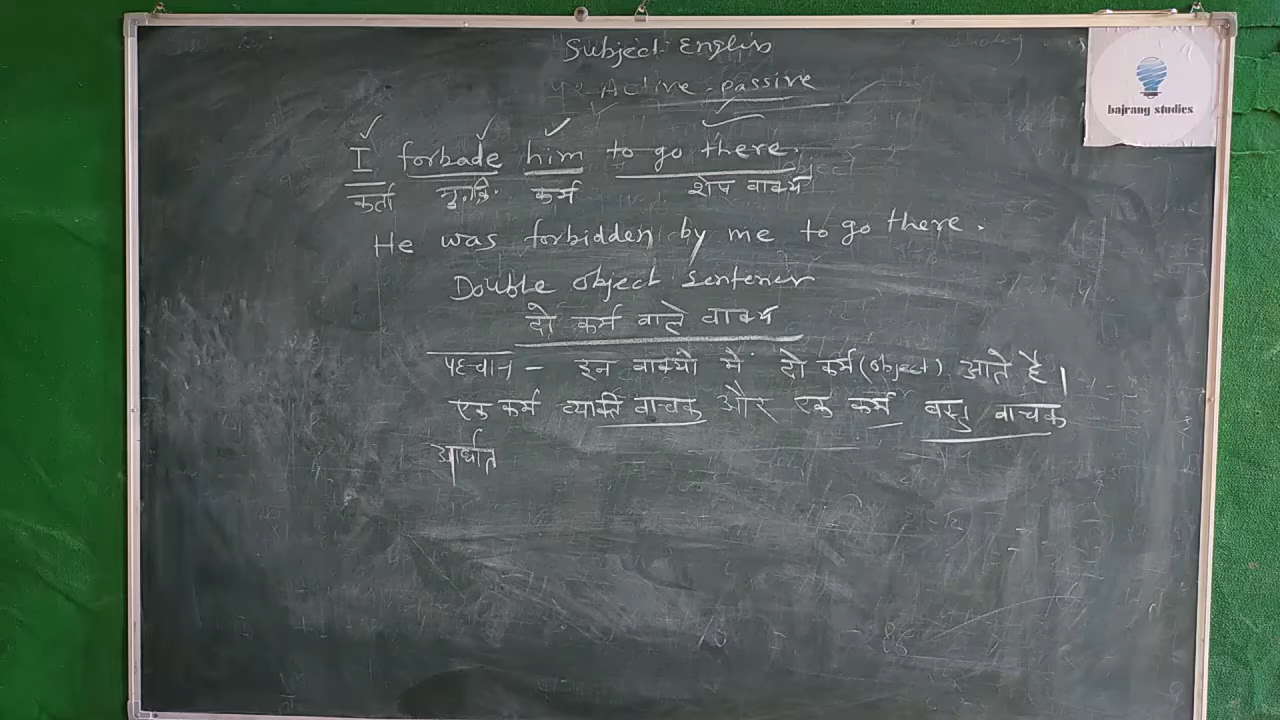 Subject English
Active-passive
bajrang studies
I forbade him to go there.
कर्ता मु.क्रि. कर्म शेष वाक्य
He was forbidden by me to go there.
Double object sentences
दो कर्म वाले वाक्य
पहचान - इन वाक्यो में दो कर्म (object) आते है।
एक कर्म व्यक्ति वाचक और एक कर्म वस्तु वाचक
अर्थात